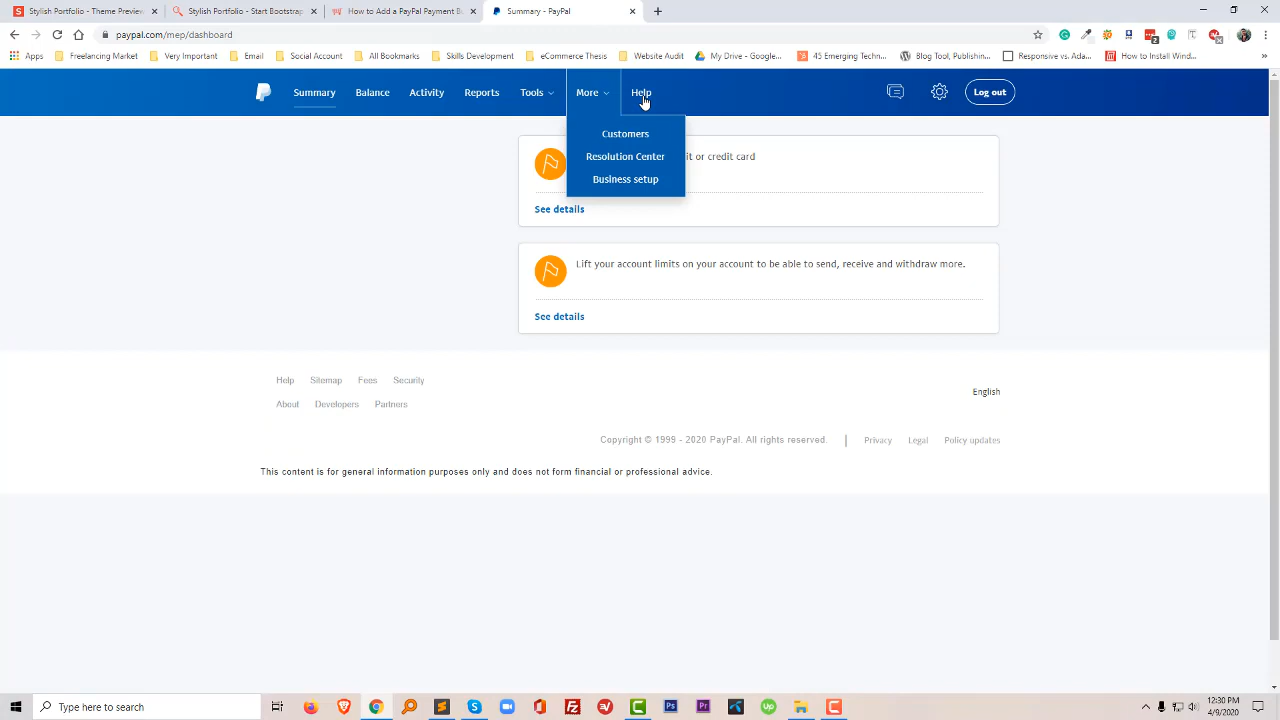 Stylish Portfolio - Theme Preview
Stylish Portfolio - Start Bootstrap
How to Add a PayPal Payment B
Summary - PayPal
paypal.com/mep/dashboard
Apps
Freelancing Market
Very Important
Email
Social Account
All Bookmarks
Skills Development
eCommerce Thesis
Website Audit
My Drive - Google...
45 Emerging Techn...
Blog Tool, Publishin...
Responsive vs. Ada...
How to Install Wind...
Summary
Balance
Activity
Reports
Tools
More
Help
Log out
Customers
Resolution Center
Business setup
it or credit card
See details
Lift your account limits on your account to be able to send, receive and withdraw more.
See details
Help Sitemap Fees Security
About Developers Partners
English
Copyright © 1999 - 2020 PayPal. All rights reserved. | Privacy Legal Policy updates
This content is for general information purposes only and does not form financial or professional advice.
Type here to search
12:30 PM
4/9/2020